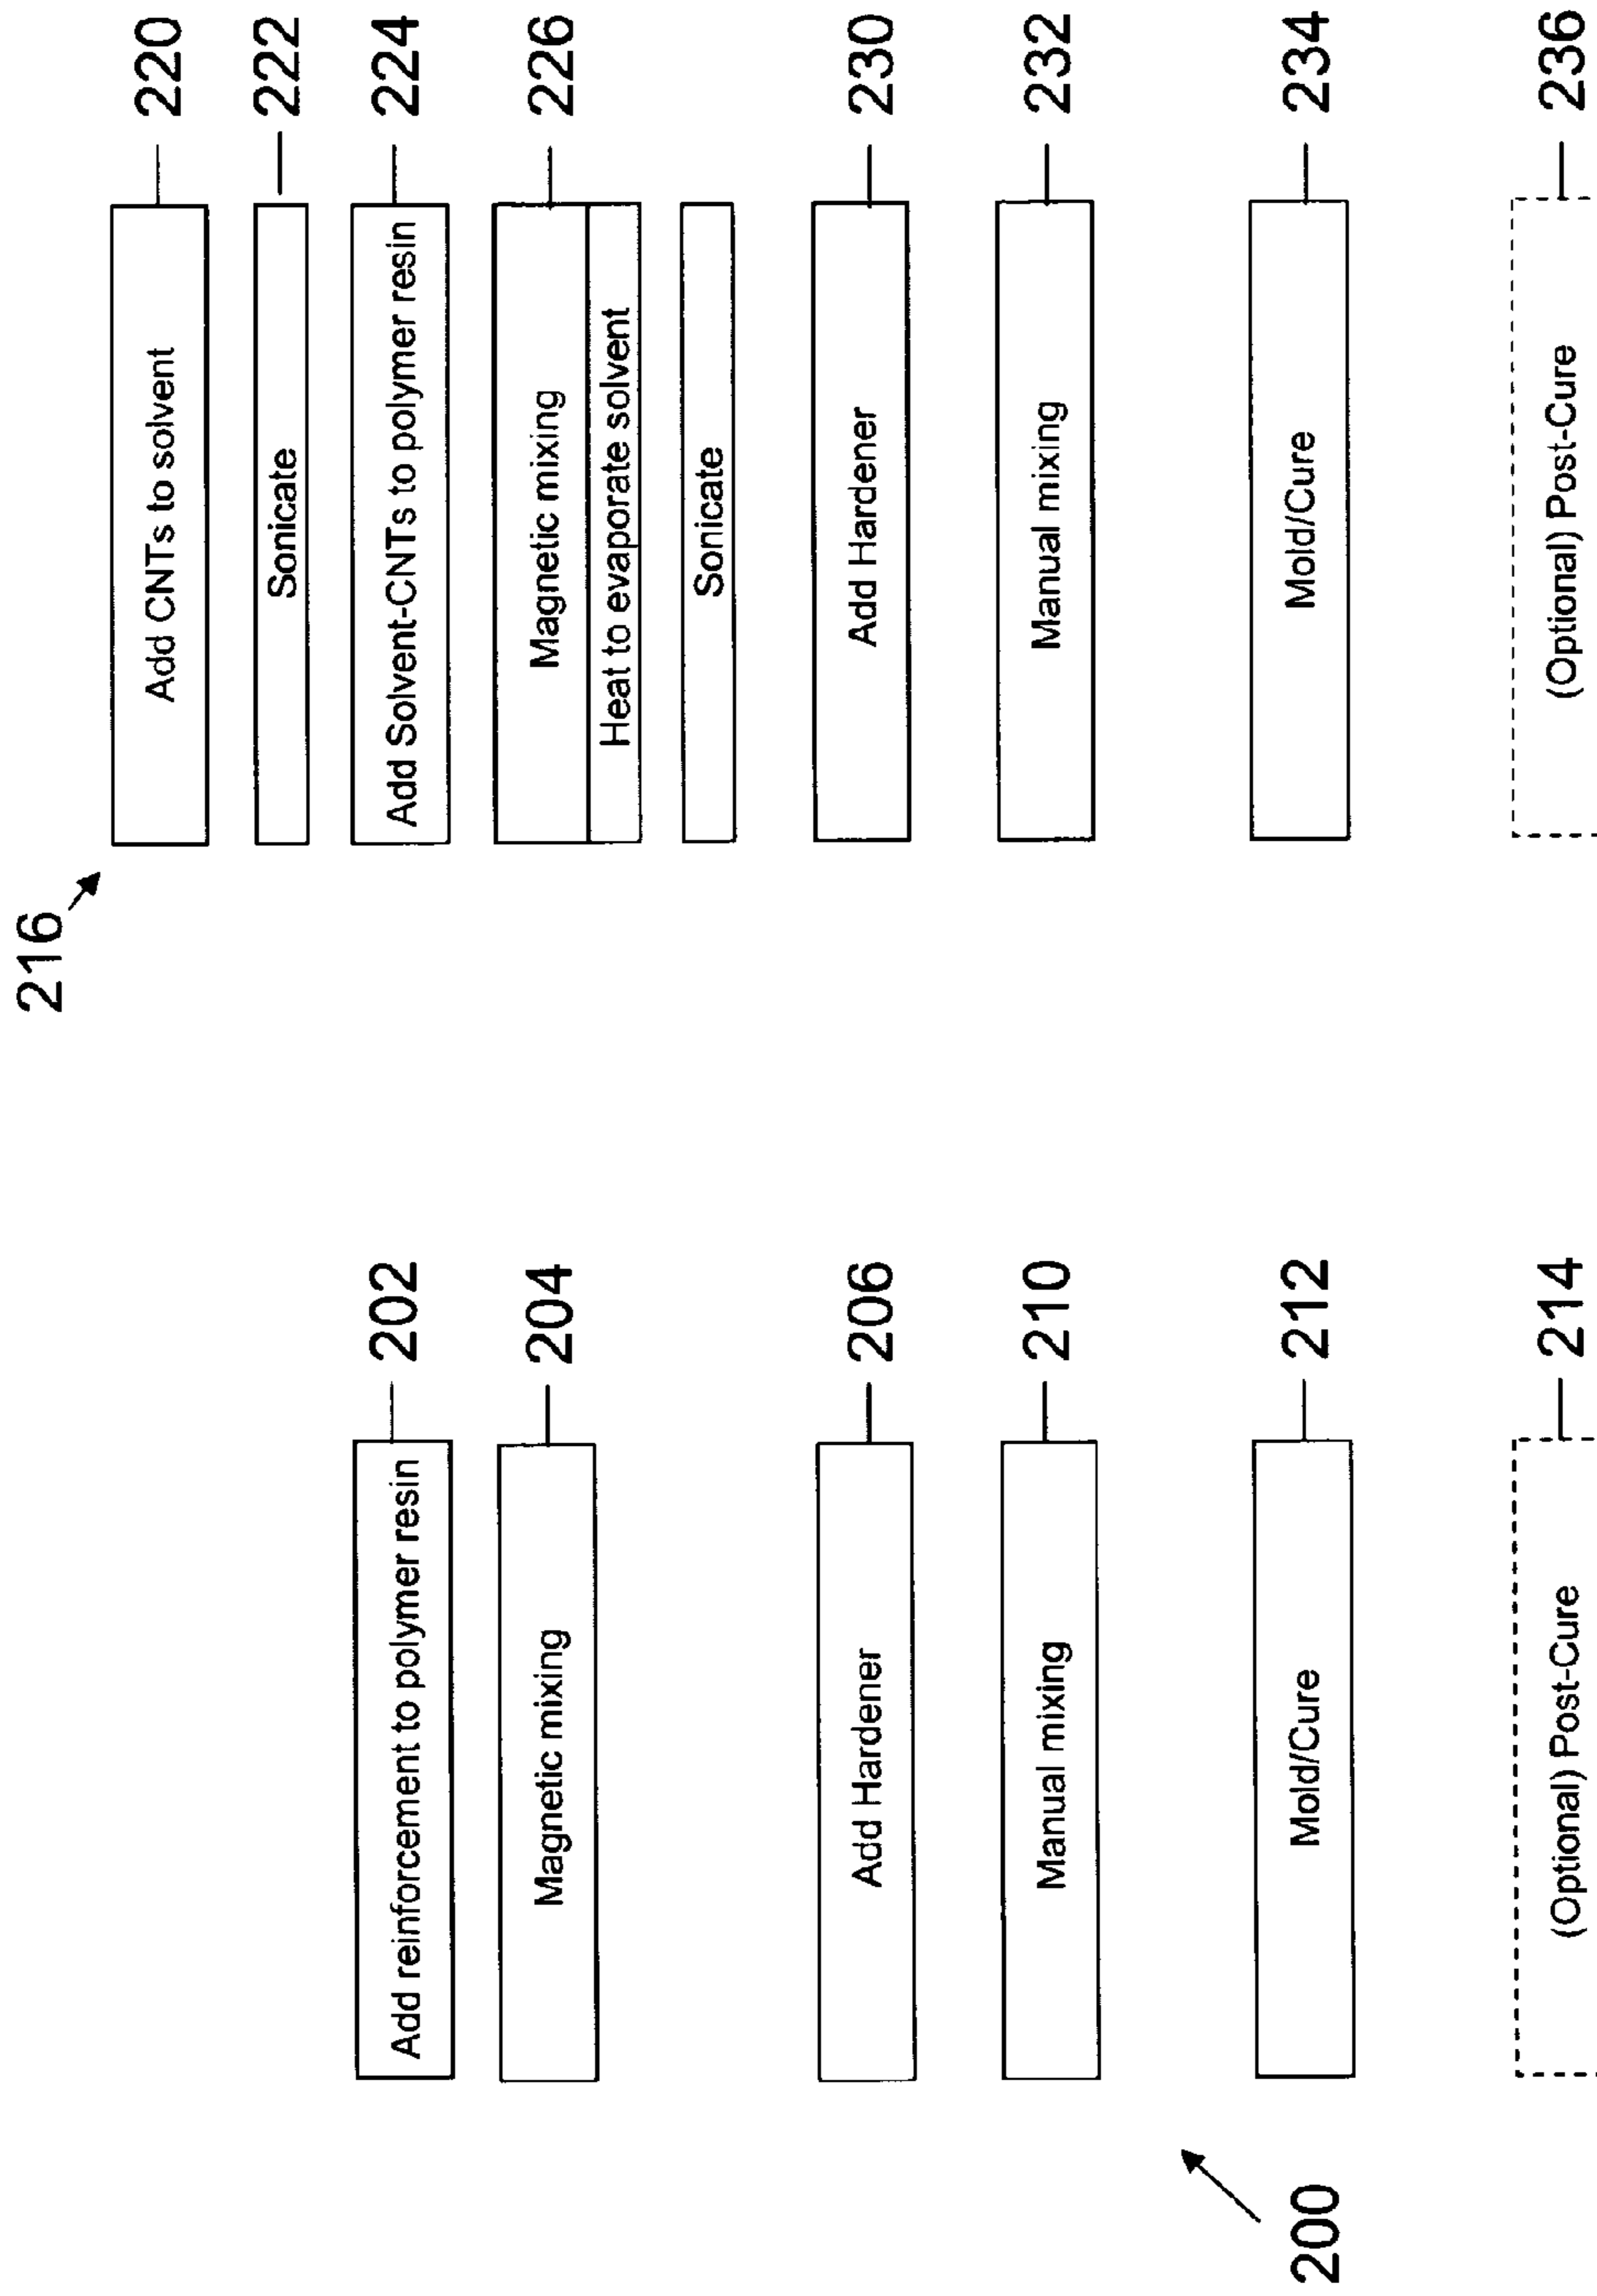 200
Add reinforcement to polymer resin
202
Magnetic mixing
204
Add Hardener
206
Manual mixing
210
Mold/Cure
212
(Optional) Post-Cure
214
216
Add CNTs to solvent
220
Sonicate
222
Add Solvent-CNTs to polymer resin
224
Magnetic mixing
226
Heat to evaporate solvent
Sonicate
Add Hardener
230
Manual mixing
232
Mold/Cure
234
(Optional) Post-Cure
236